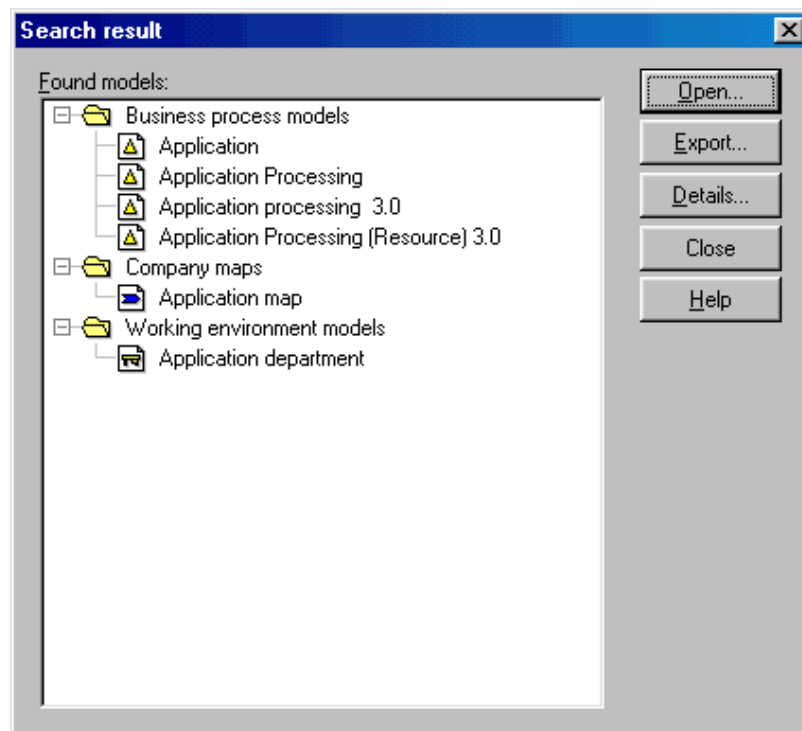 Search result
Found models:
Business process models
Application
Application Processing
Application processing  3.0
Application Processing (Resource) 3.0
Company maps
Application map
Working environment models
Application department
Open...
Export...
Details...
Close
Help